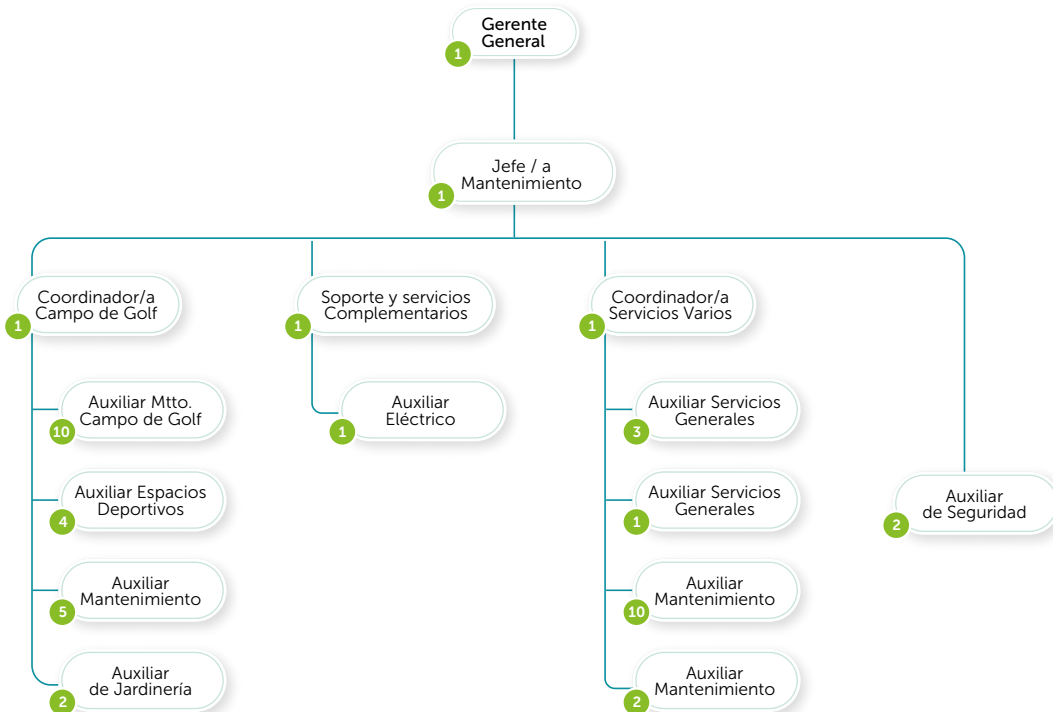 Gerente
General
1
Jefe / a
Mantenimiento
1
Coordinador/a
Campo de Golf
1
Auxiliar Mtto.
Campo de Golf
10
Auxiliar Espacios
Deportivos
4
Auxiliar
Mantenimiento
5
Auxiliar
de Jardinería
2
Soporte y servicios
Complementarios
1
Auxiliar
Eléctrico
1
Coordinador/a
Servicios Varios
1
Auxiliar Servicios
Generales
3
Auxiliar Servicios
Generales
1
Auxiliar
Mantenimiento
10
Auxiliar
Mantenimiento
2
Auxiliar
de Seguridad
2